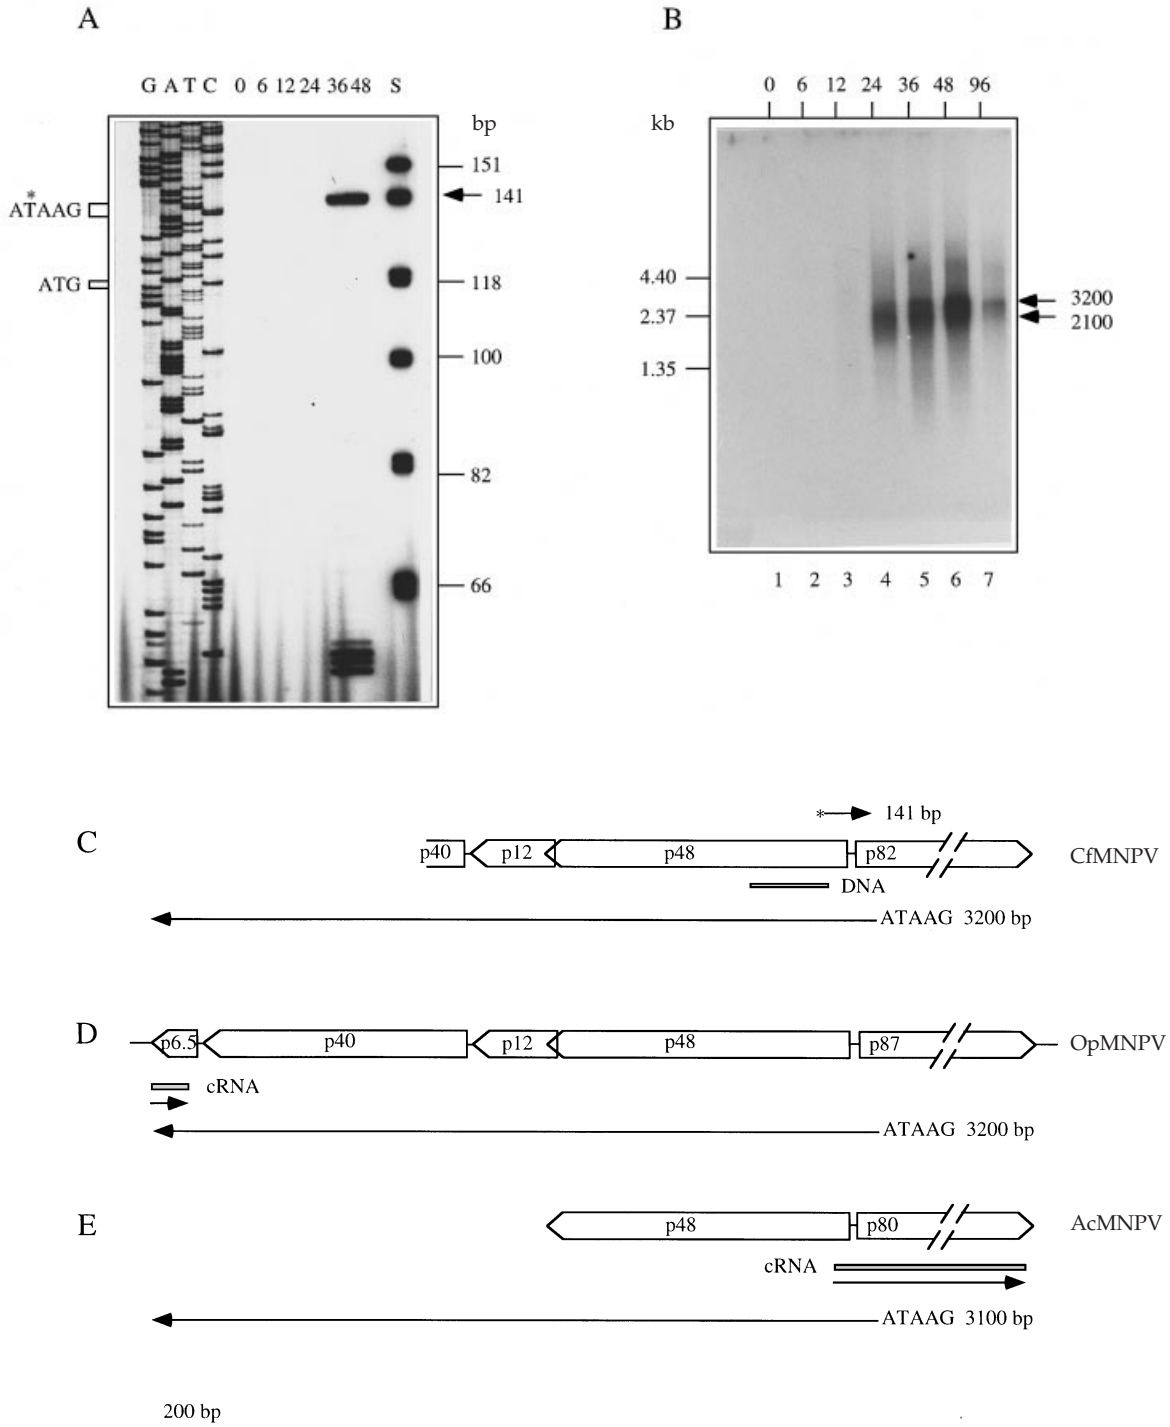 A
B
G A T C 0 6 12 24 36 48 S
0 6 12 24 36 48 96
bp
kb
151
*
141
ATAAG
ATG
118
100
82
66
4.40
2.37
1.35
3200
2100
1 2 3 4 5 6 7
* 141 bp
C
p40 p12 p48 p82 CfMNPV
DNA
ATAAG 3200 bp
D
p6.5 p40 p12 p48 p87 OpMNPV
cRNA
ATAAG 3200 bp
E
p48 p80 AcMNPV
cRNA
ATAAG 3100 bp
200 bp